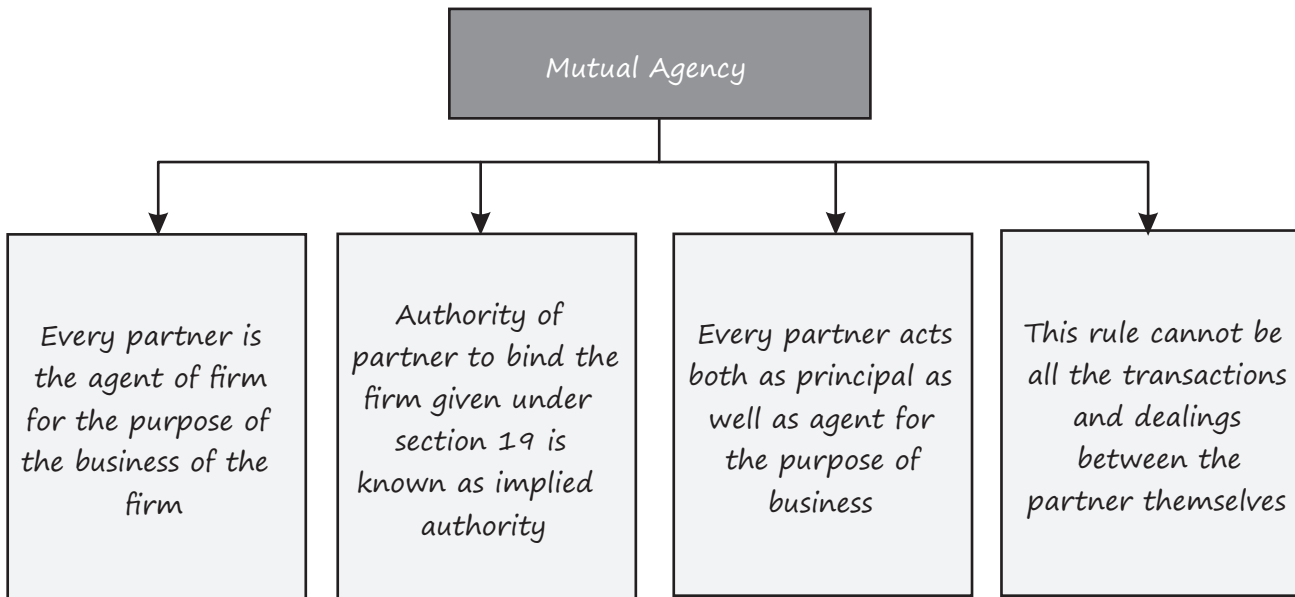 Mutual Agency
Every partner is
the agent of firm
for the purpose of
the business of the
firm
Authority of
partner to bind the
firm given under
section 19 is
known as implied
authority
Every partner acts
both as principal as
well as agent for
the purpose of
business
This rule cannot be
all the transactions
and dealings
between the
partner themselves